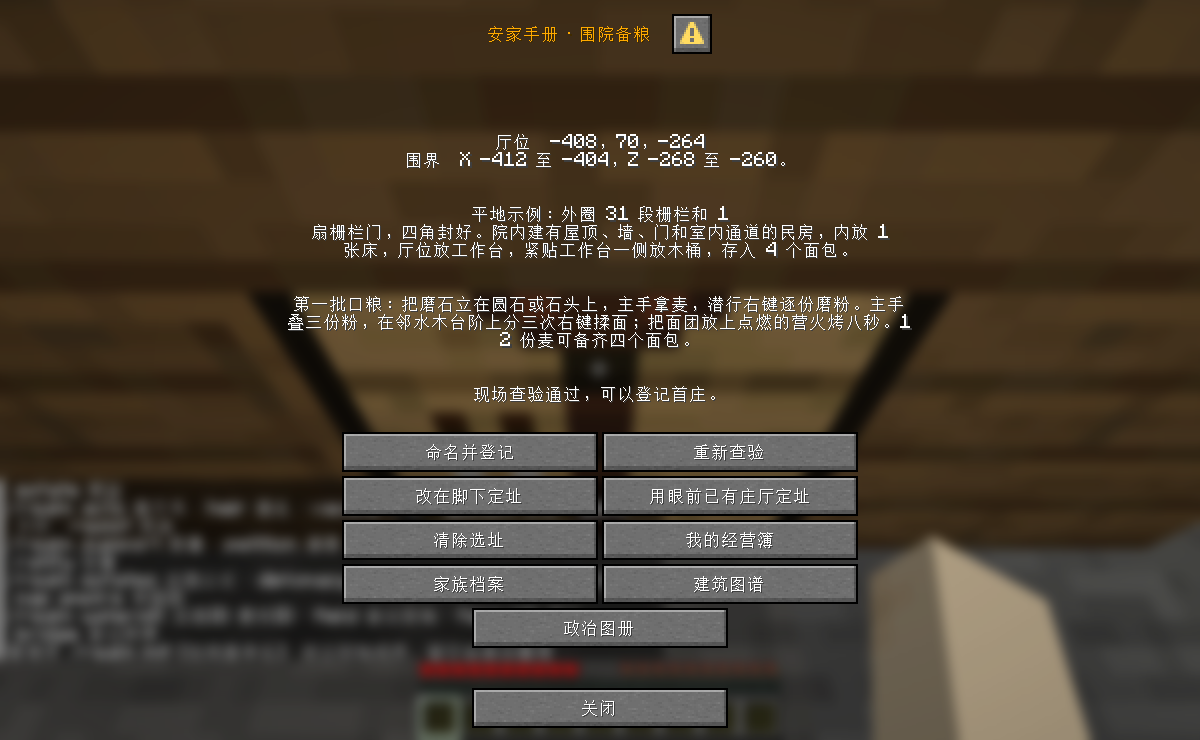 安家手册 · 围院备粮
厅位 -408, 70, -264
围界 X -412 至 -404, Z -268 至 -260。
平地示例：外圈 31 段栅栏和 1
扇栅栏门，四角封好。院内建有屋顶、墙、门和室内通道的民房，内放 1
张床，厅位放工作台，紧贴工作台一侧放木桶，存入 4 个面包。
第一批口粮：把磨石立在圆石或石头上，主手拿麦，潜行右键逐份磨粉。主手
叠三份粉，在邻水木台阶上分三次右键揉面；把面团放上点燃的营火烤八秒。1
2 份麦可备齐四个面包。
现场查验通过，可以登记首庄。
命名并登记
重新查验
改在脚下定址
用眼前已有庄厅定址
清除选址
我的经营簿
家族档案
建筑图谱
政治图册
关闭